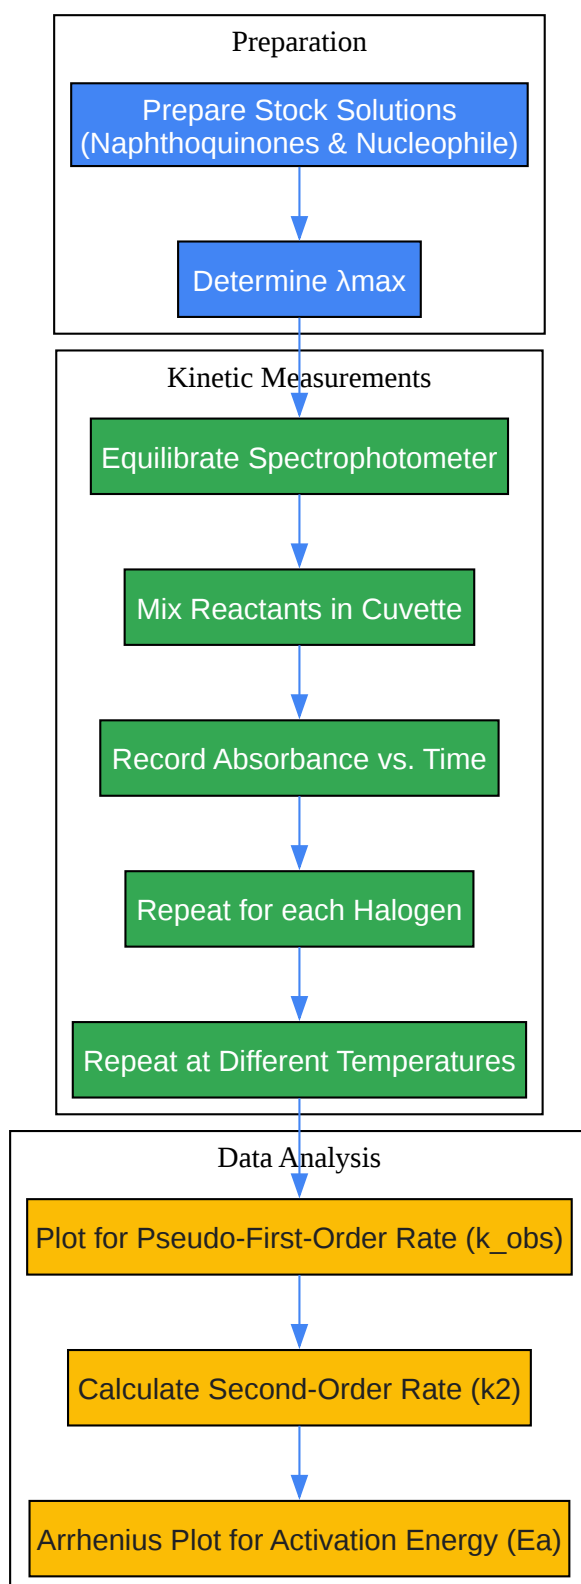 Preparation
Prepare Stock Solutions
(Naphthoquinones & Nucleophile)
Determine λmax
Kinetic Measurements
Equilibrate Spectrophotometer
Mix Reactants in Cuvette
Record Absorbance vs. Time
Repeat for each Halogen
Repeat at Different Temperatures
Data Analysis
Plot for Pseudo-First-Order Rate (k_obs)
Calculate Second-Order Rate (k2)
Arrhenius Plot for Activation Energy (Ea)